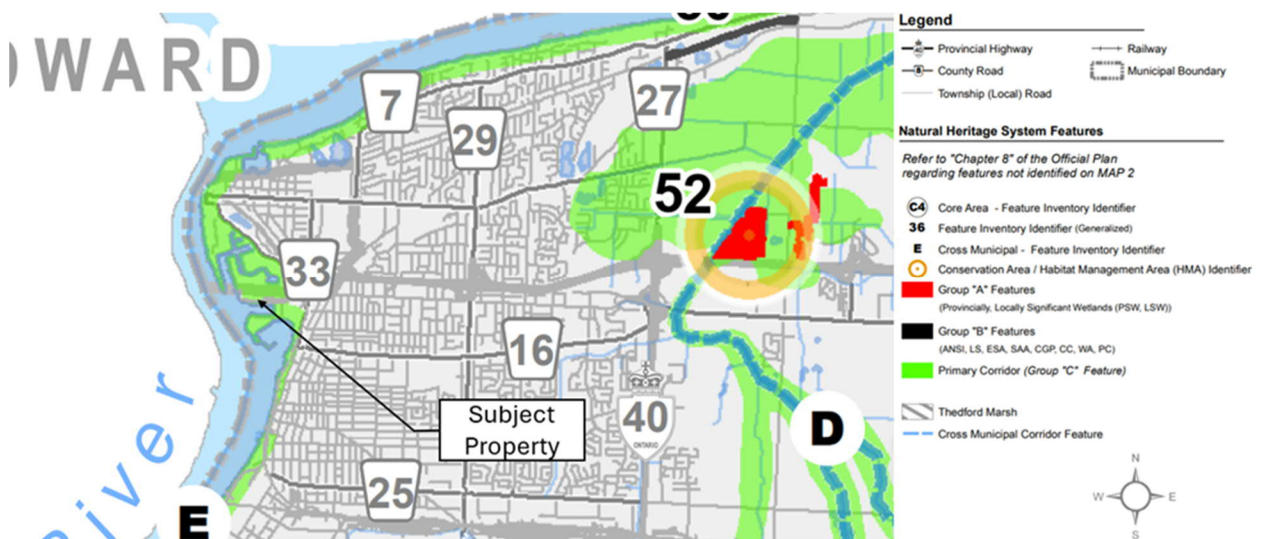 OWARD
7
29
27
52
33
16
40
ONTARIO
Subject
Property
D
25
River
E
Legend
40 Provincial Highway
8 County Road
Township (Local) Road
Railway
Municipal Boundary
Natural Heritage System Features
Refer to "Chapter 8" of the Official Plan
regarding features not identified on MAP 2
C4 Core Area - Feature Inventory Identifier
36 Feature Inventory Identifier (Generalized)
E Cross Municipal - Feature Inventory Identifier
Conservation Area / Habitat Management Area (HMA) Identifier
Group "A" Features
(Provincially, Locally Significant Wetlands (PSW, LSW))
Group "B" Features
(ANSI, LS, ESA, SAA, CGP, CC, WA, PC)
Primary Corridor (Group "C" Feature)
Thedford Marsh
Cross Municipal Corridor Feature
N
W E
S